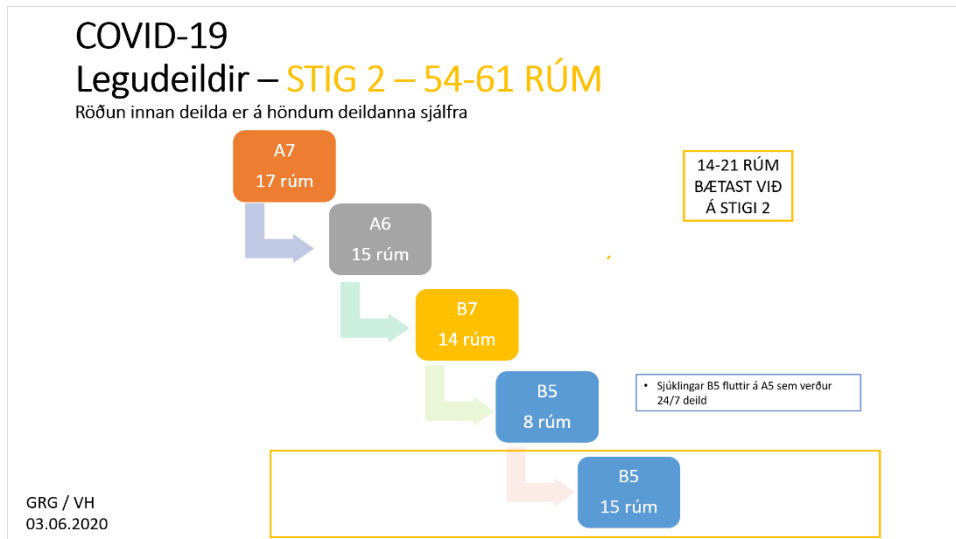 COVID-19
Legudeildir – STIG 2 – 54-61 RÚM
Röðun innan deilda er á höndum deildanna sjálfra
A7
17 rúm
14-21 RÚM
BÆTAST VIÐ
Á STIGI 2
A6
15 rúm
B7
14 rúm
B5
8 rúm
• Sjúklingar B5 fluttir á A5 sem verður
24/7 deild
B5
15 rúm
GRG / VH
03.06.2020